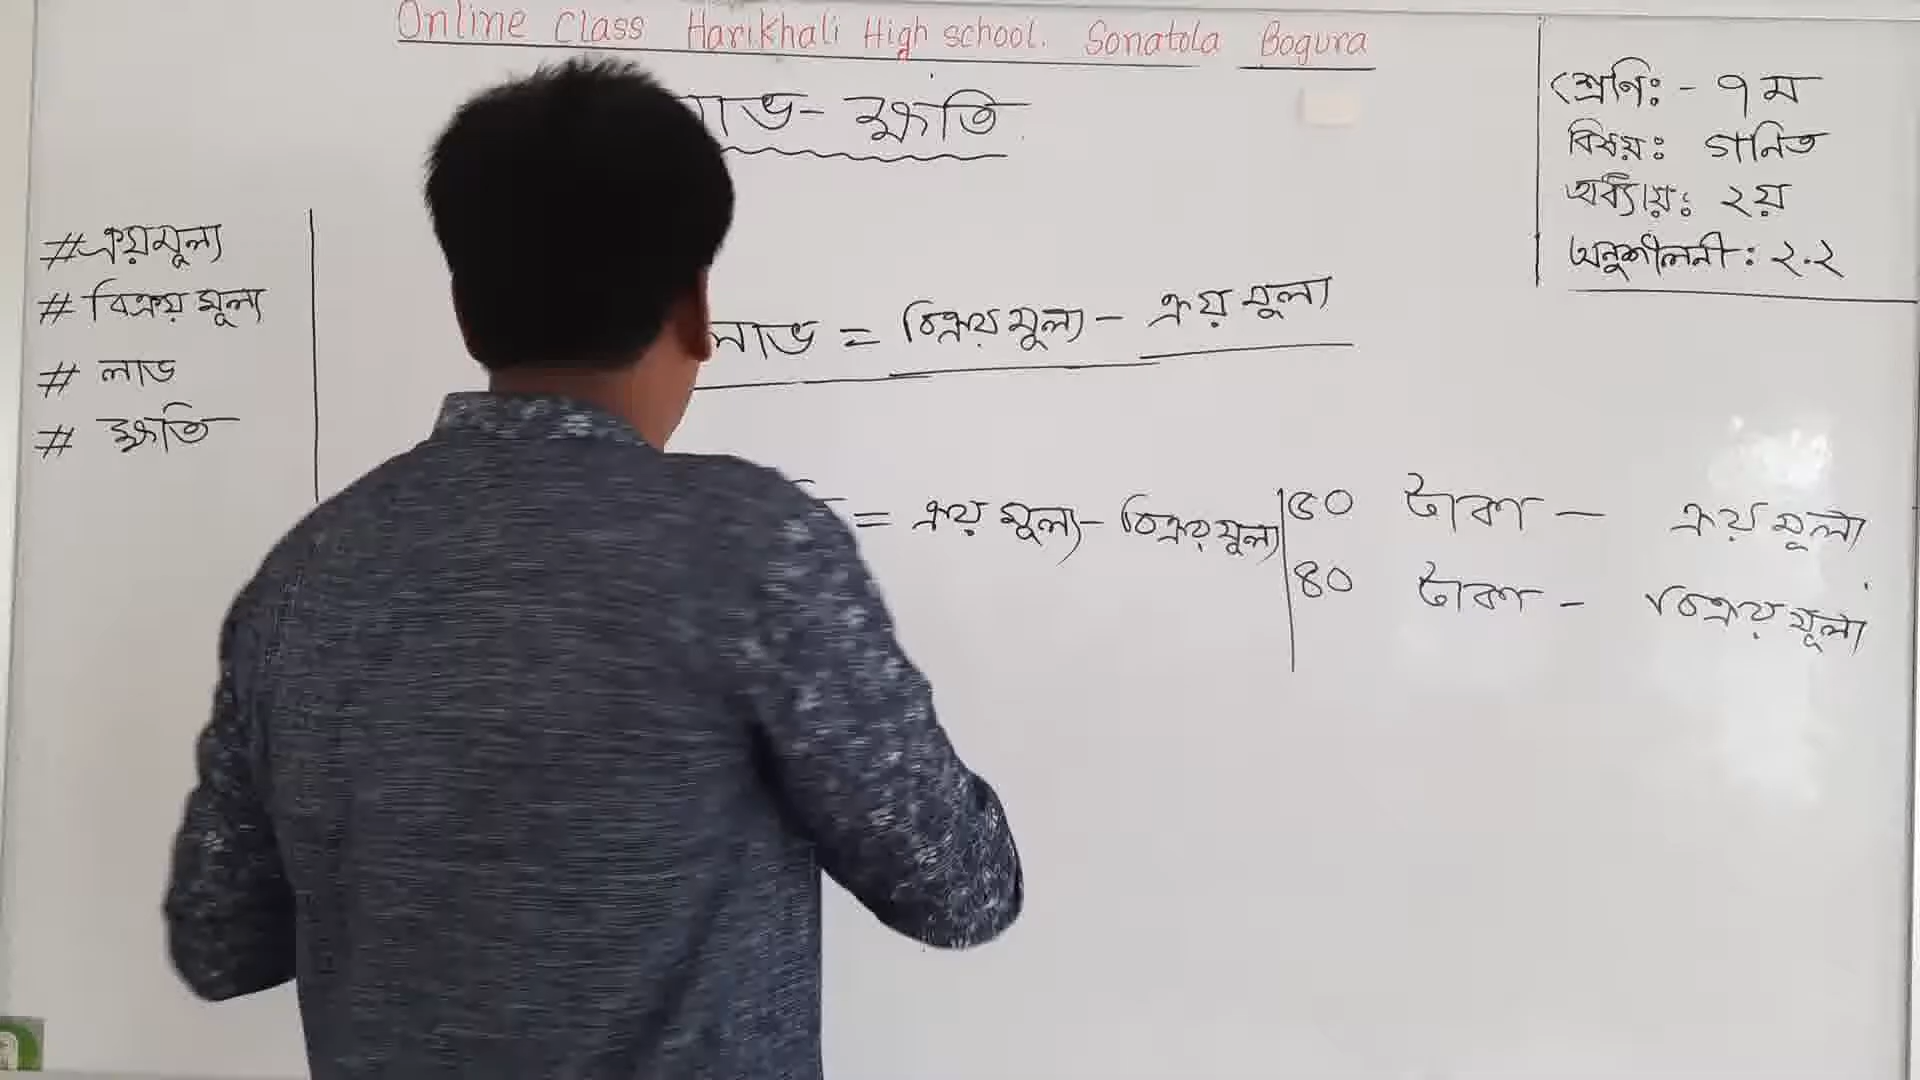 Online Class Harikhali High school. Sonatola Bogura
লাভ- ক্ষতি
শ্রেণিঃ - ৭ম
বিষয়ঃ গনিত
অধ্যায়ঃ ২য়
অনুশীলনী: ২.২
#ক্রয়মূল্য
# বিক্রয় মূল্য
# লাভ
# ক্ষতি
লাভ = বিক্রয় মূল্য - ক্রয় মূল্য
= ক্রয় মূল্য - বিক্রয় মূল্য
৫০ টাকা - ক্রয় মূল্য
৪০ টাকা - বিক্রয় মূল্য